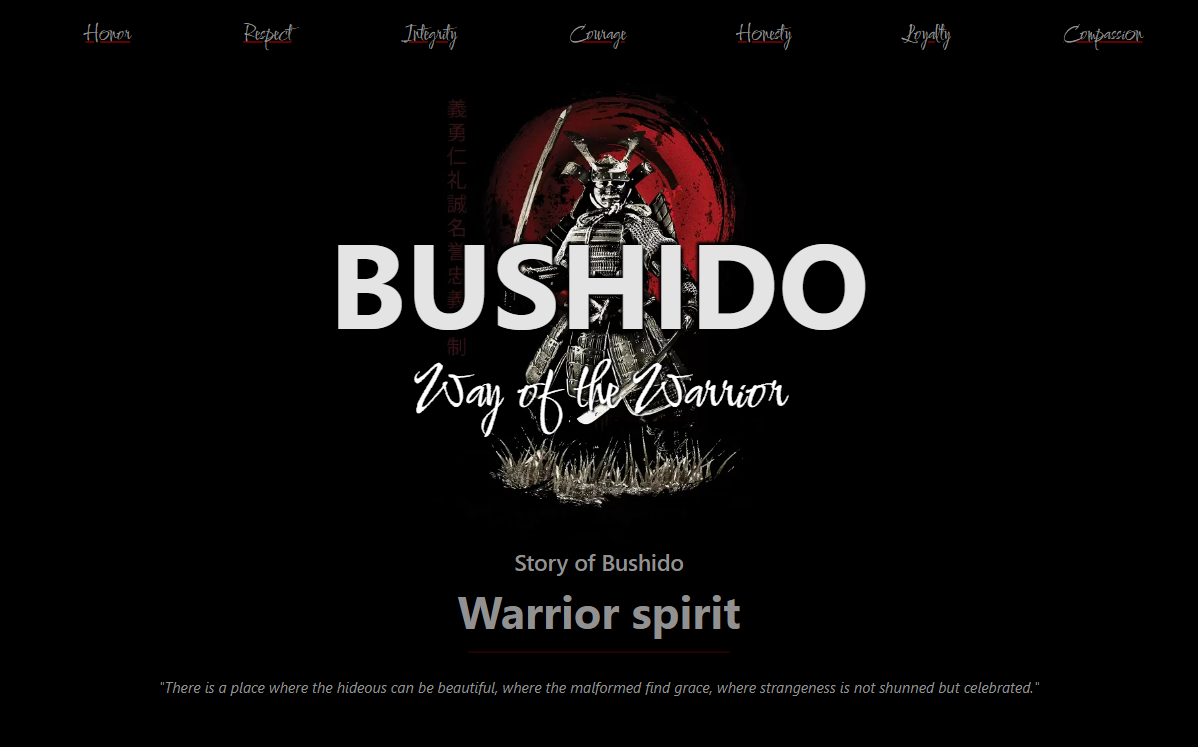 Honor Respect Integrity Courage Honesty Loyalty Compassion
義勇仁礼誠名誉忠義 制
BUSHIDO
Way of the Warrior
Story of Bushido
Warrior spirit
"There is a place where the hideous can be beautiful, where the malformed find grace, where strangeness is not shunned but celebrated."